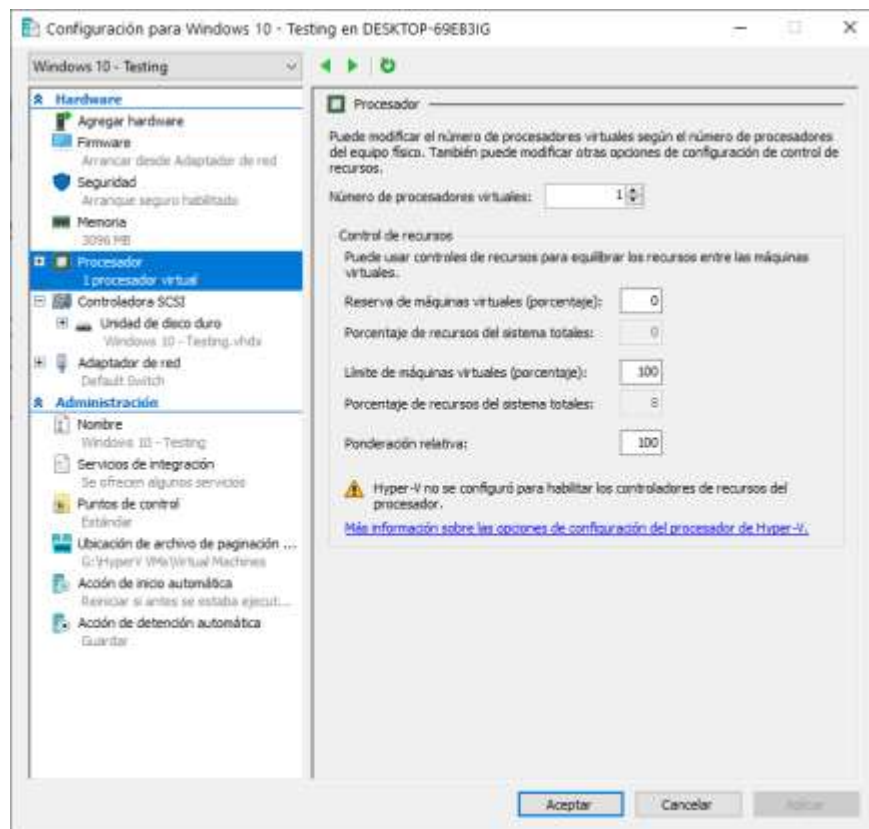 Configuración para Windows 10 - Testing en DESKTOP-69EB3IG
Windows 10 - Testing
Hardware
Agregar hardware
Firmware
Arrancar desde Adaptador de red
Seguridad
Arranque seguro habilitado
Memoria
3096 MB
Procesador
1 procesador virtual
Controladora SCSI
Unidad de disco duro
Windows 10 - Testing.vhdx
Adaptador de red
Default Switch
Administración
Nombre
Windows 10 - Testing
Servicios de integración
Se ofrecen algunos servicios
Puntos de control
Estándar
Ubicación de archivo de paginación ...
G:\HyperV VMs\Virtual Machines
Acción de inicio automática
Reiniciar si antes se estaba ejecut...
Acción de detención automática
Guardar
Procesador
Puede modificar el número de procesadores virtuales según el número de procesadores
del equipo físico. También puede modificar otras opciones de configuración de control de
recursos.
Número de procesadores virtuales: 1
Control de recursos
Puede usar controles de recursos para equilibrar los recursos entre las máquinas
virtuales.
Reserva de máquinas virtuales (porcentaje): 0
Porcentaje de recursos del sistema totales: 0
Límite de máquinas virtuales (porcentaje): 100
Porcentaje de recursos del sistema totales: 8
Ponderación relativa: 100
Hyper-V no se configuró para habilitar los controladores de recursos del
procesador.
Más información sobre las opciones de configuración del procesador de Hyper-V.
Aceptar
Cancelar
Aplicar